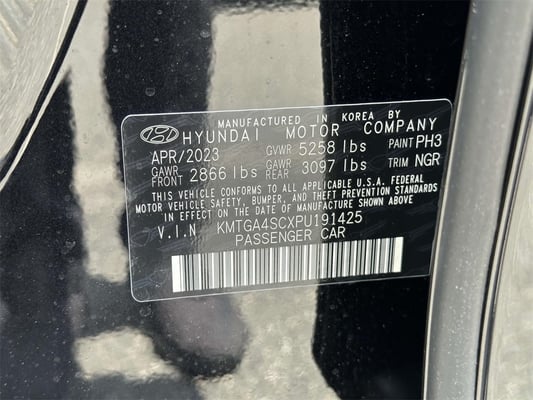 MANUFACTURED IN KOREA BY
HYUNDAI MOTOR COMPANY
APR/2023 GVWR 5258 lbs PAINT PH3
GAWR FRONT 2866 lbs GAWR REAR 3097 lbs TRIM NGR
THIS VEHICLE CONFORMS TO ALL APPLICABLE U.S.A. FEDERAL
MOTOR VEHICLE SAFETY, BUMPER, AND THEFT PREVENTION STANDARDS
IN EFFECT ON THE DATE OF MANUFACTURE SHOWN ABOVE.
V.I.N. KMTGA4SCXPU191425
PASSENGER CAR